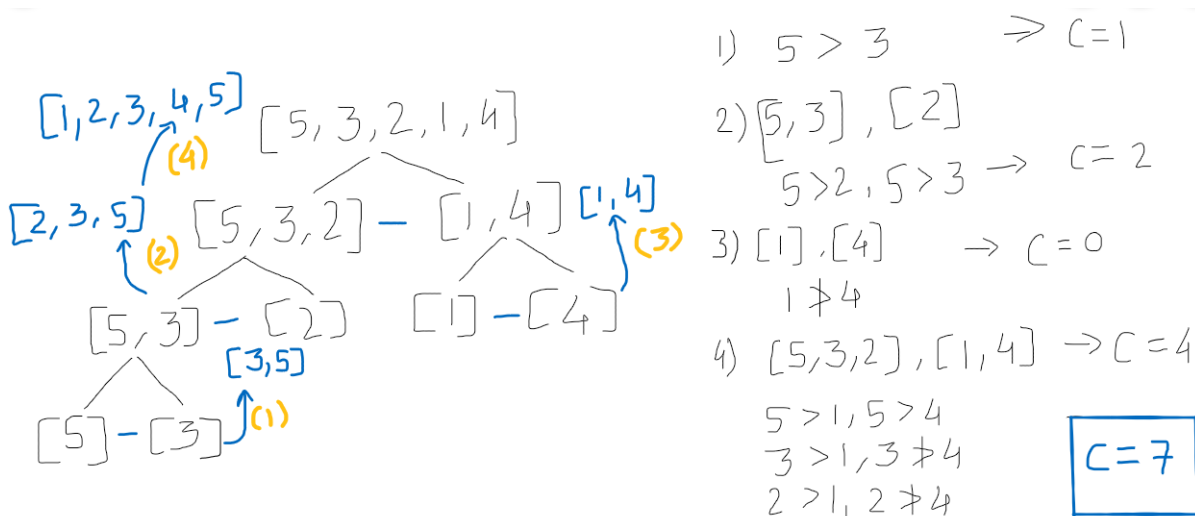 [1,2,3,4,5]
[5,3,2,1,4]
(4)
[2,3,5]
[5,3,2] - [1,4]
[1,4]
(2)
(3)
[5,3] - [2]
[1] - [4]
[3,5]
[5] - [3]
(1)
1) 5 > 3 ⇒ C=1
2) [5,3], [2]
5>2, 5>3 → C=2
3) [1], [4] → C=0
1 ≯ 4
4) [5,3,2], [1,4] → C=4
5>1, 5>4
3>1, 3≯4
2>1, 2≯4
C=7